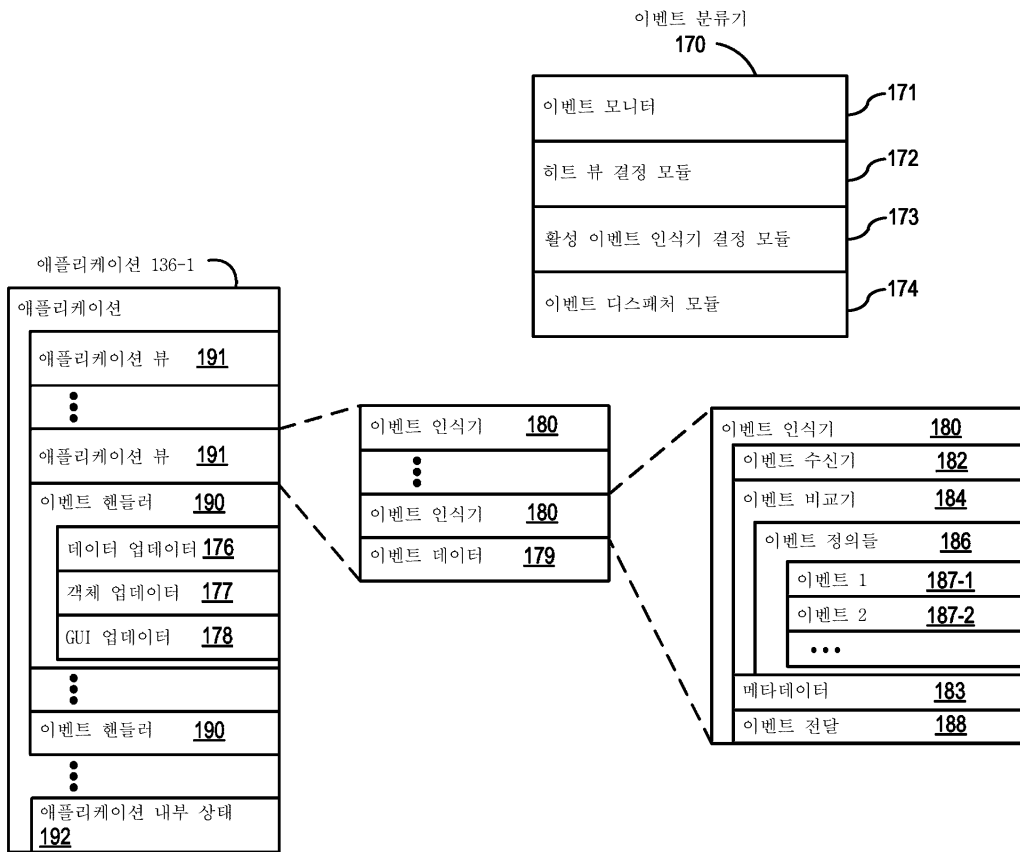 이벤트 분류기
170
이벤트 모니터 171
히트 뷰 결정 모듈 172
활성 이벤트 인식기 결정 모듈 173
이벤트 디스패처 모듈 174
애플리케이션 136-1
애플리케이션
애플리케이션 뷰 191
애플리케이션 뷰 191
이벤트 핸들러 190
데이터 업데이터 176
객체 업데이터 177
GUI 업데이터 178
이벤트 핸들러 190
애플리케이션 내부 상태
192
이벤트 인식기 180
이벤트 인식기 180
이벤트 데이터 179
이벤트 인식기 180
이벤트 수신기 182
이벤트 비교기 184
이벤트 정의들 186
이벤트 1 187-1
이벤트 2 187-2
메타데이터 183
이벤트 전달 188